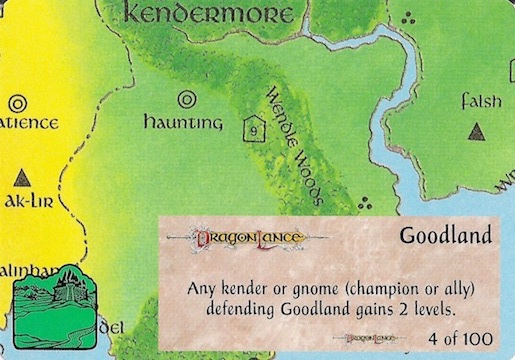 Kendermore
atience
Haunting
9
Wendle Woods
Falsh
Ak-Lir
alinhan
del
DragonLance
Goodland
Any kender or gnome (champion or ally)
defending Goodland gains 2 levels.
DragonLance
4 of 100